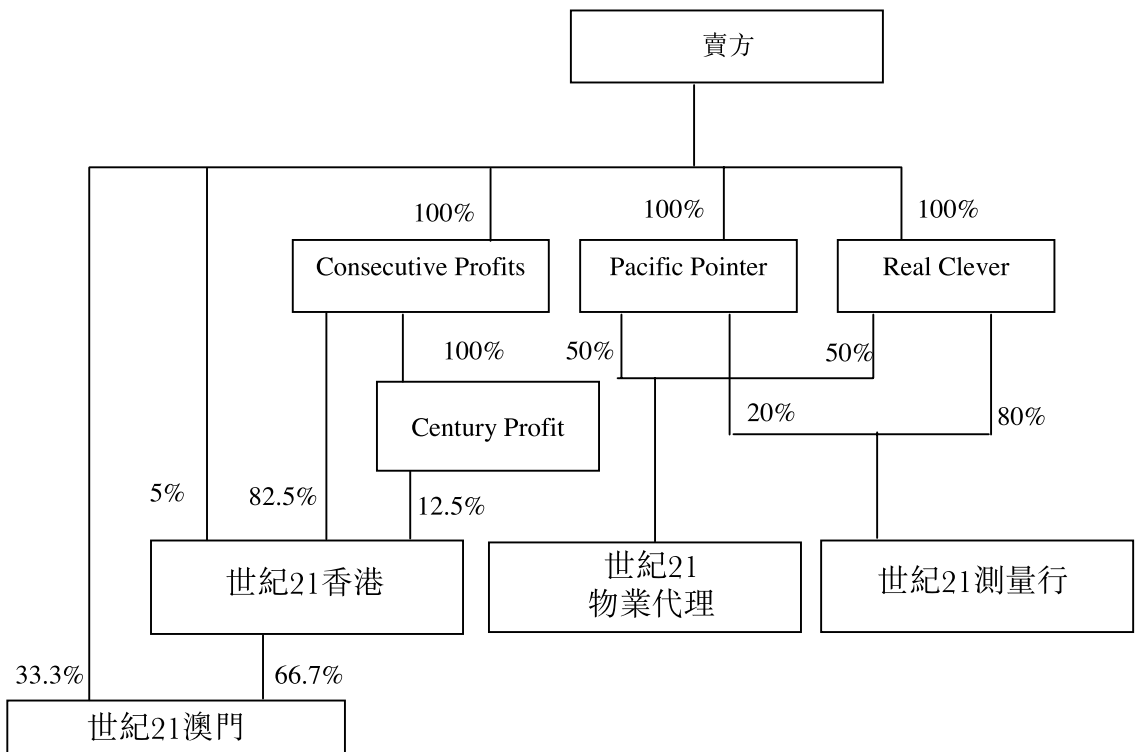 賣方
100%
100%
100%
Consecutive Profits
Pacific Pointer
Real Clever
100%
50%
50%
Century Profit
20%
80%
5%
82.5%
12.5%
世紀21香港
世紀21
物業代理
世紀21測量行
33.3%
66.7%
世紀21澳門